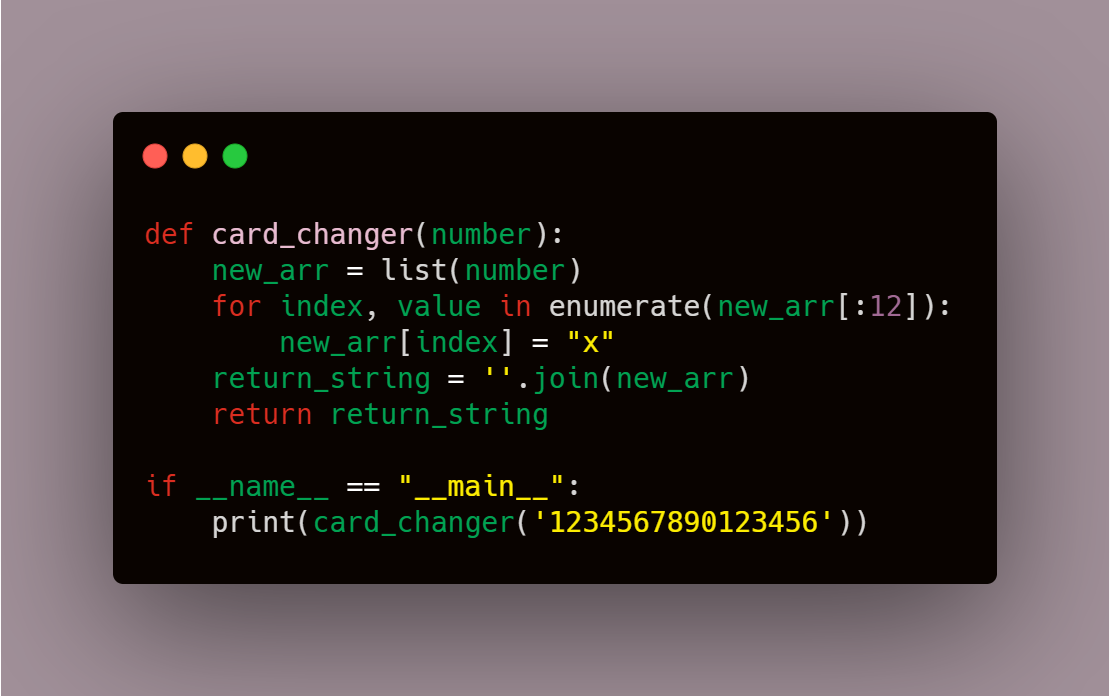 def card_changer(number):
    new_arr = list(number)
    for index, value in enumerate(new_arr[:12]):
        new_arr[index] = "x"
    return_string = ''.join(new_arr)
    return return_string

if __name__ == "__main__":
    print(card_changer('1234567890123456'))